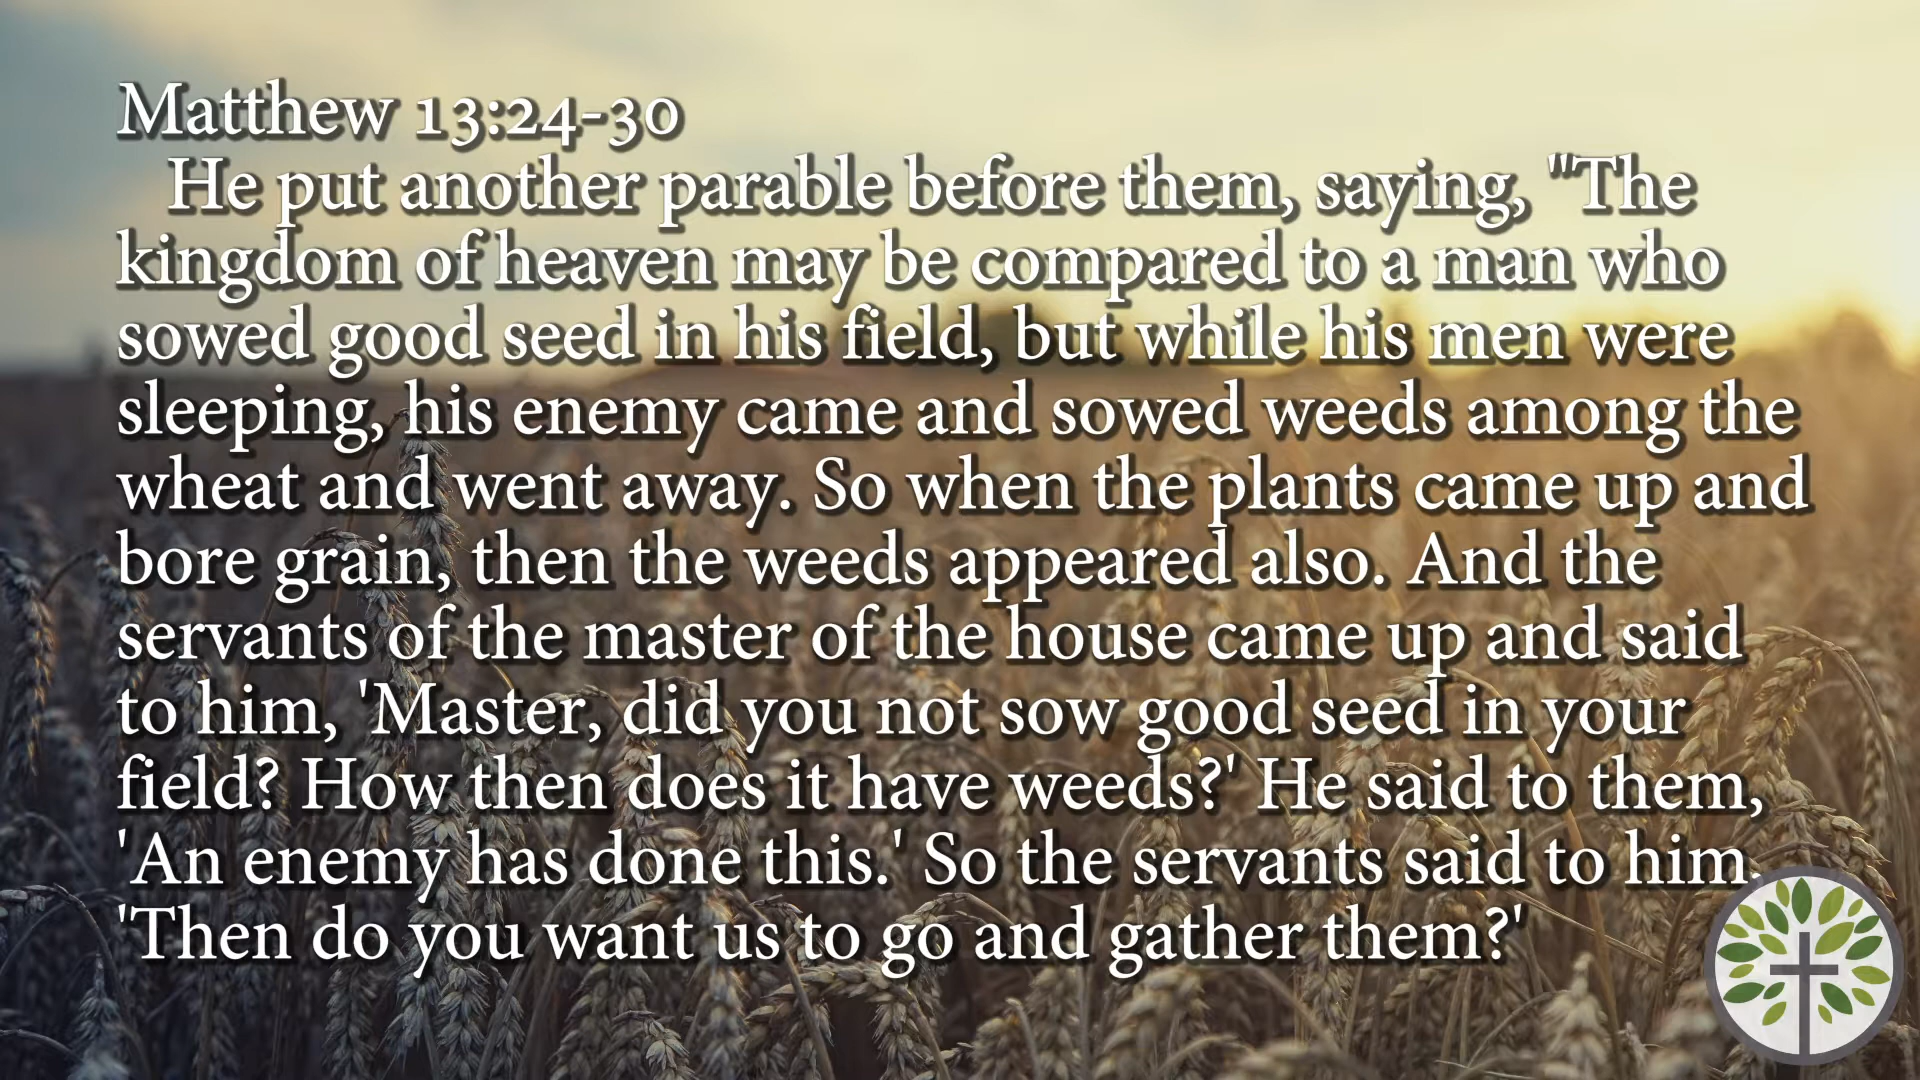 Matthew 13:24-30
He put another parable before them, saying, "The
kingdom of heaven may be compared to a man who
sowed good seed in his field, but while his men were
sleeping, his enemy came and sowed weeds among the
wheat and went away. So when the plants came up and
bore grain, then the weeds appeared also. And the
servants of the master of the house came up and said
to him, 'Master, did you not sow good seed in your
field? How then does it have weeds?' He said to them,
'An enemy has done this.' So the servants said to him,
'Then do you want us to go and gather them?'